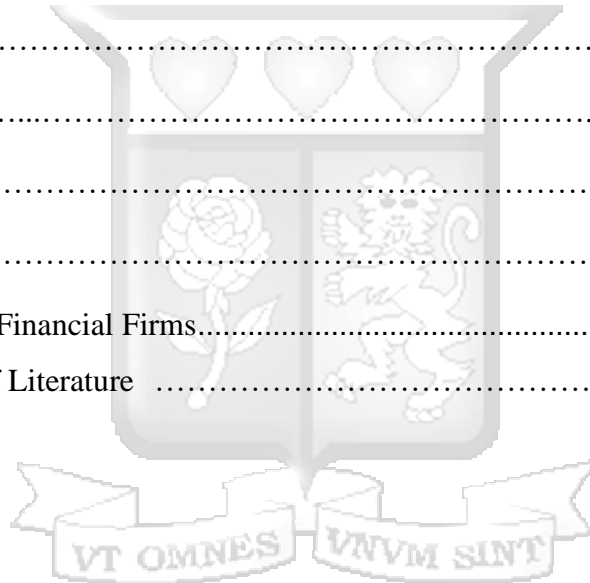 ……………………………………………………………
...……………………………………………………
……………………………………………………………
……………………………………………………………
Financial Firms..........................................................
Literature ……………………………………………
VT OMNES VNVM SINT